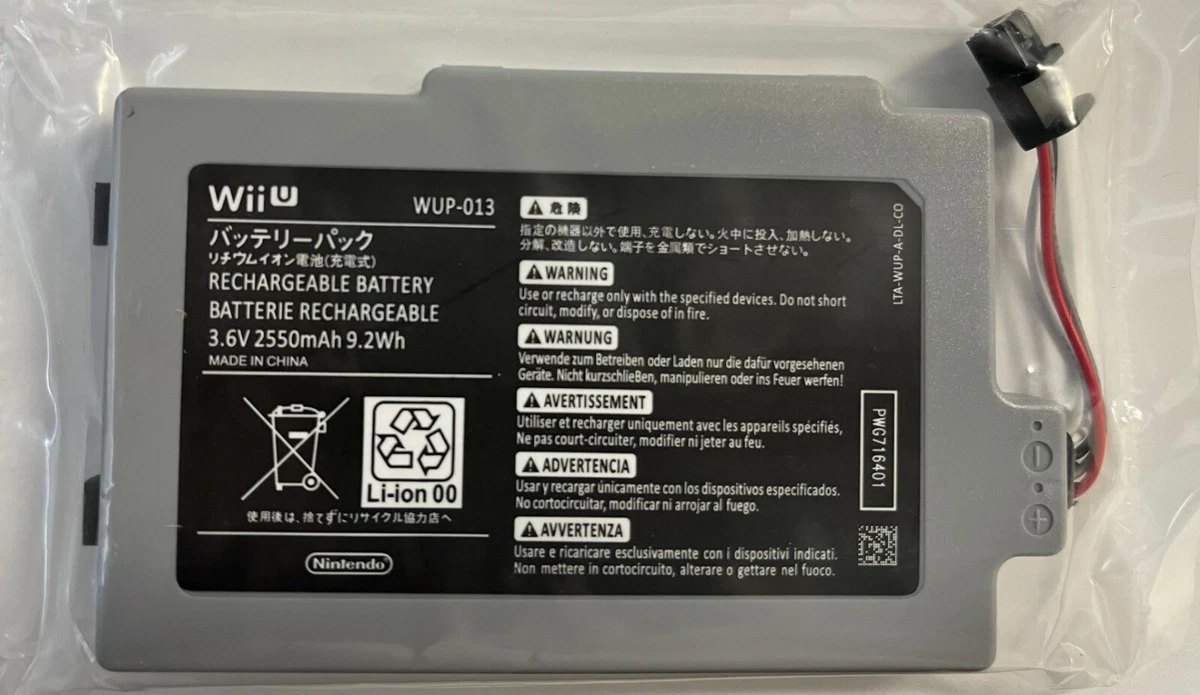 Wii U
WUP-013
バッテリーパック
リチウムイオン電池(充電式)
RECHARGEABLE BATTERY
BATTERIE RECHARGEABLE
3.6V 2550mAh 9.2Wh
MADE IN CHINA
Li-ion 00
使用後は、捨てずにリサイクル協力店へ
Nintendo
危険
指定の機器以外で使用、充電しない。火中に投入、加熱しない。
分解、改造しない。端子を金属類でショートさせない。
WARNING
Use or recharge only with the specified devices. Do not short
circuit, modify, or dispose of in fire.
WARNUNG
Verwende zum Betreiben oder Laden nur die dafür vorgesehenen
Geräte. Nicht kurzschließen, manipulieren oder ins Feuer werfen!
AVERTISSEMENT
Utiliser et recharger uniquement avec les appareils spécifiés,
Ne pas court-circuiter, modifier ni jeter au feu.
ADVERTENCIA
Usar y recargar únicamente con los dispositivos especificados.
No cortocircuitar, modificar ni arrojar al fuego.
AVVERTENZA
Usare e ricaricare esclusivamente con i dispositivi indicati.
Non mettere in cortocircuito, alterare o gettare nel fuoco.
LTA-WUP-A-DL-CO
PWG716401